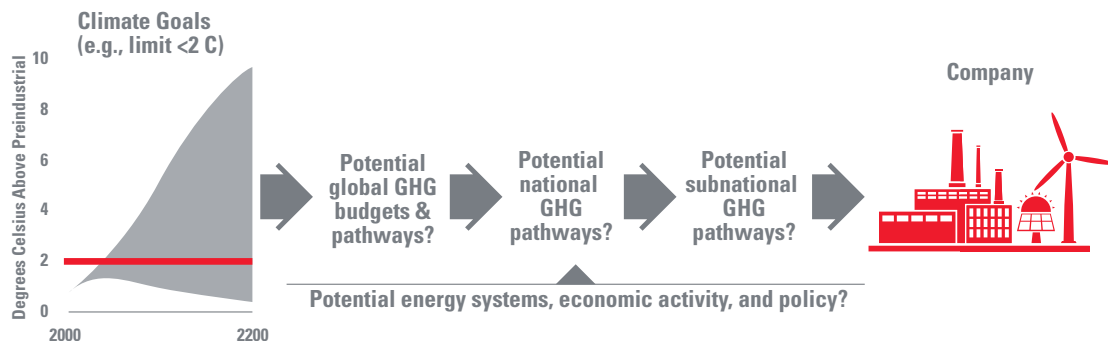 Climate Goals
(e.g., limit <2 C)
Degrees Celsius Above Preindustrial
10
8
6
4
2
0
2000
2200
Potential
global GHG
budgets &
pathways?
Potential
national
GHG
pathways?
Potential
subnational
GHG
pathways?
Company
Potential energy systems, economic activity, and policy?